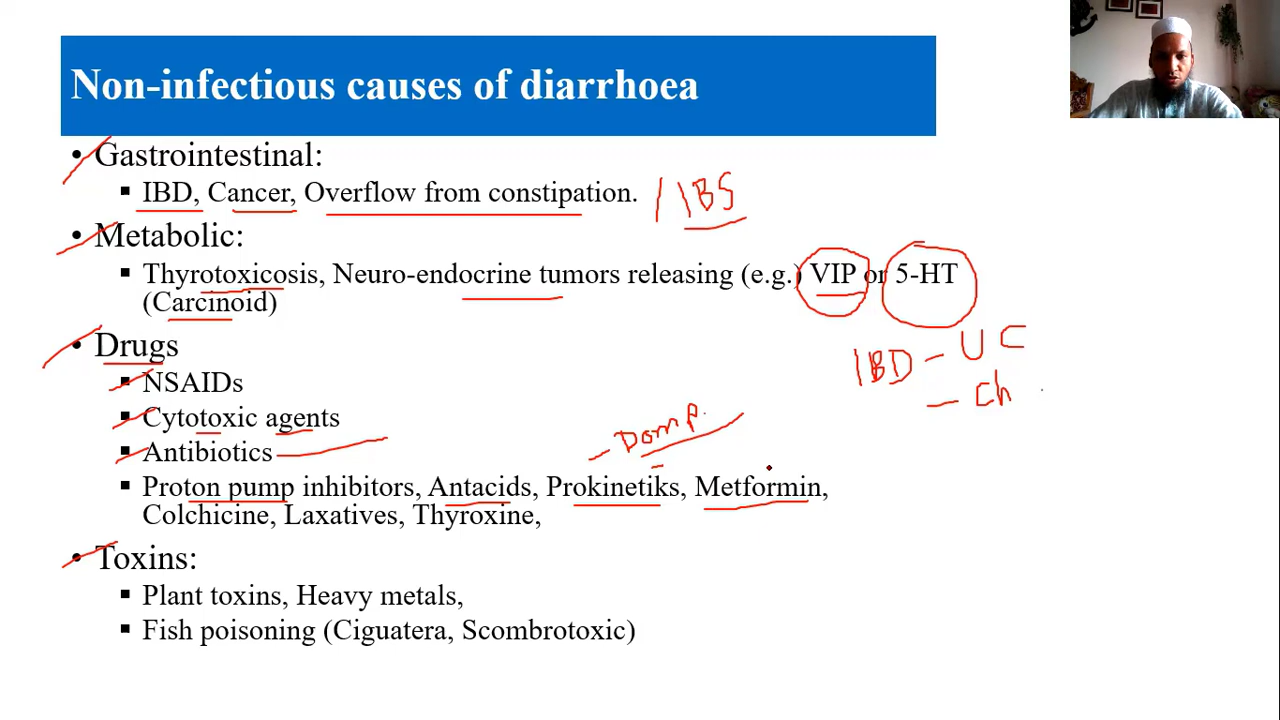 Non-infectious causes of diarrhoea
• Gastrointestinal:
▪ IBD, Cancer, Overflow from constipation. / IBS
• Metabolic:
▪ Thyrotoxicosis, Neuro-endocrine tumors releasing (e.g.) VIP or 5-HT
(Carcinoid)
• Drugs
IBD – UC
– Ch
▪ NSAIDs
▪ Cytotoxic agents
▪ Antibiotics
– Domp
▪ Proton pump inhibitors, Antacids, Prokinetiks, Metformin,
Colchicine, Laxatives, Thyroxine,
• Toxins:
▪ Plant toxins, Heavy metals,
▪ Fish poisoning (Ciguatera, Scombrotoxic)